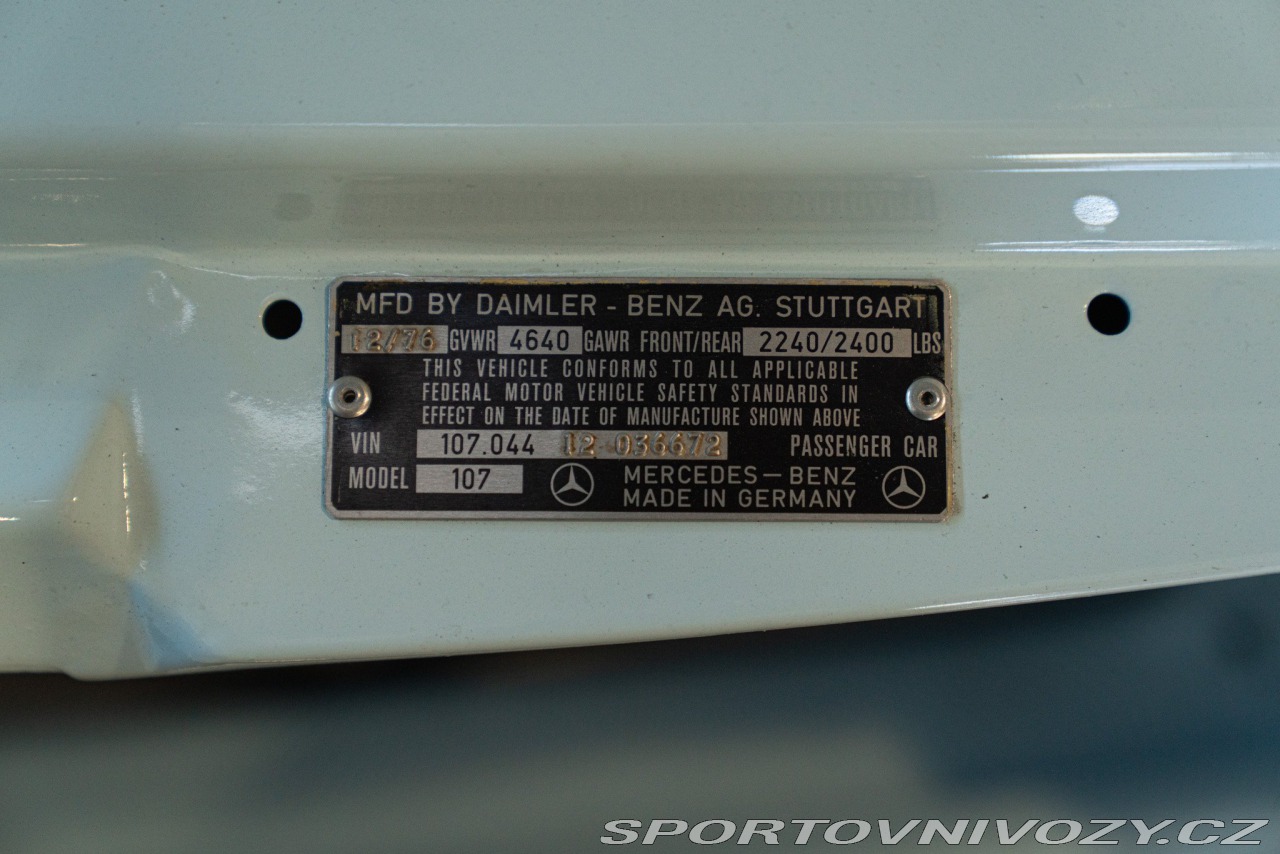 MFD BY DAIMLER - BENZ AG. STUTTGART
12/76 GVWR 4640 GAWR FRONT/REAR 2240/2400 LBS
THIS VEHICLE CONFORMS TO ALL APPLICABLE
FEDERAL MOTOR VEHICLE SAFETY STANDARDS IN
EFFECT ON THE DATE OF MANUFACTURE SHOWN ABOVE
VIN 107.044 12-036672 PASSENGER CAR
MODEL 107 MERCEDES-BENZ
MADE IN GERMANY
SPORTOVNIVOZY.CZ